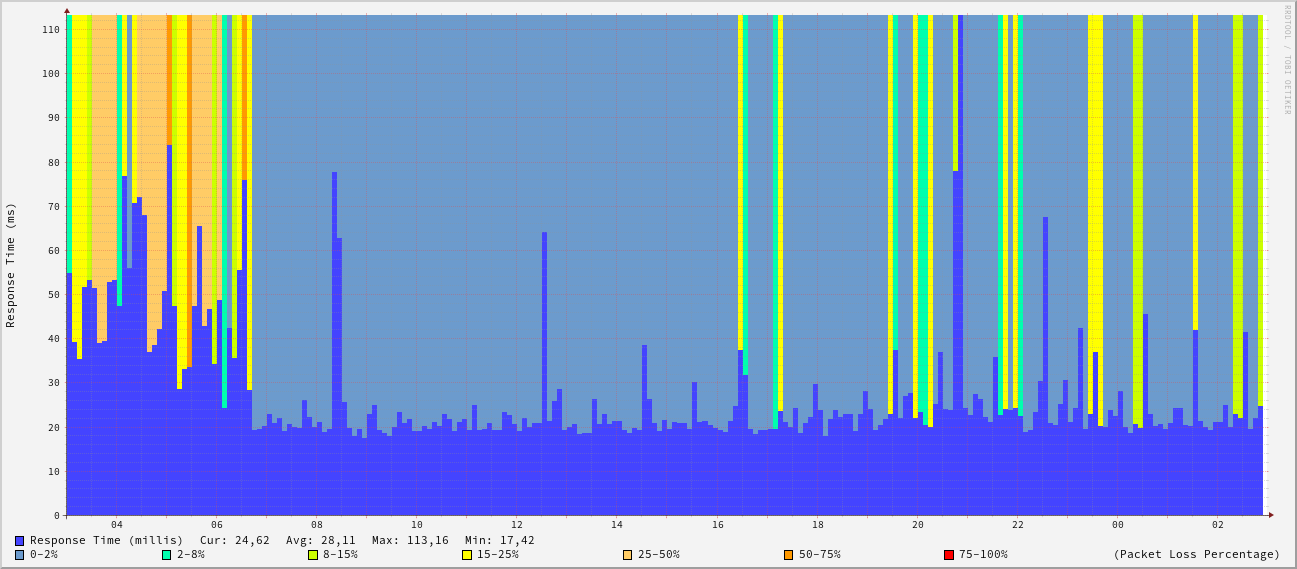 RRDTOOL / TOBI OETIKER
Response Time (ms)
110
100
90
80
70
60
50
40
30
20
10
0
04 06 08 10 12 14 16 18 20 22 00 02
Response Time (millis) Cur: 24,62 Avg: 28,11 Max: 113,16 Min: 17,42
0-2% 2-8% 8-15% 15-25% 25-50% 50-75% 75-100% (Packet Loss Percentage)